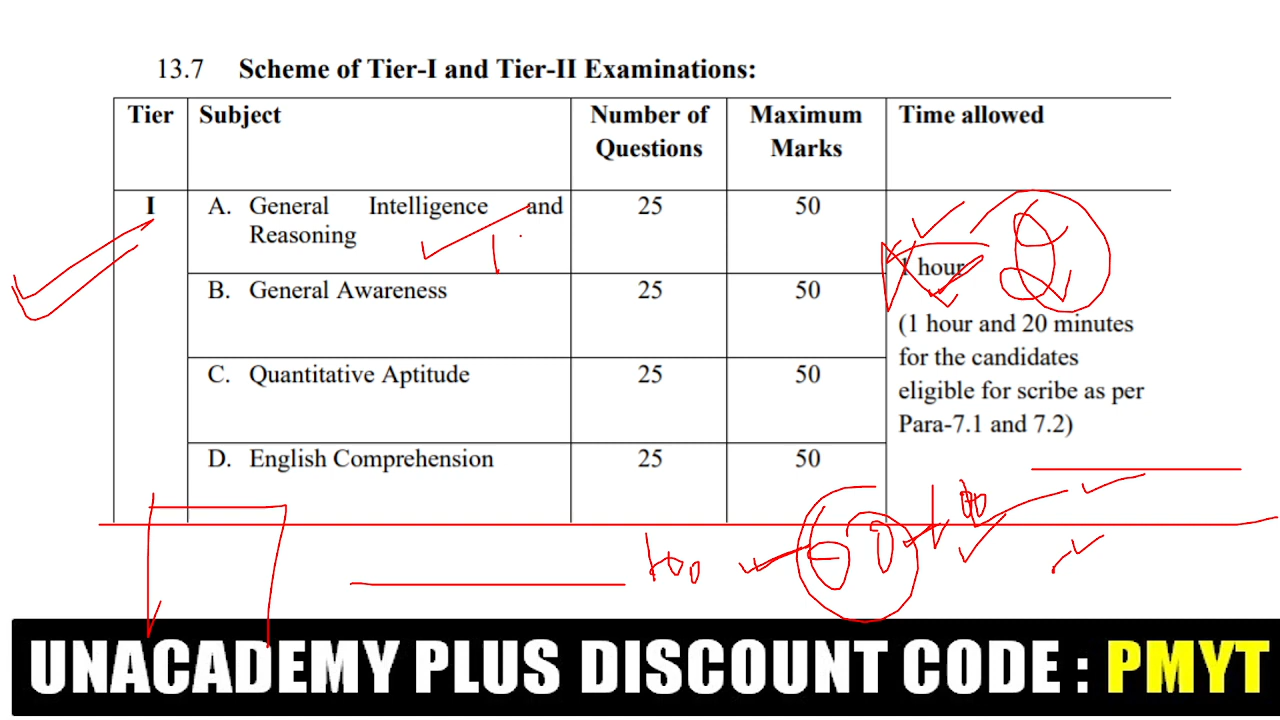 13.7 Scheme of Tier-I and Tier-II Examinations:
Tier Subject Number of Questions Maximum Marks Time allowed
I A. General Intelligence and Reasoning 25 50 1 hour
(1 hour and 20 minutes for the candidates eligible for scribe as per Para-7.1 and 7.2)
B. General Awareness 25 50
C. Quantitative Aptitude 25 50
D. English Comprehension 25 50
UNACADEMY PLUS DISCOUNT CODE : PMYT